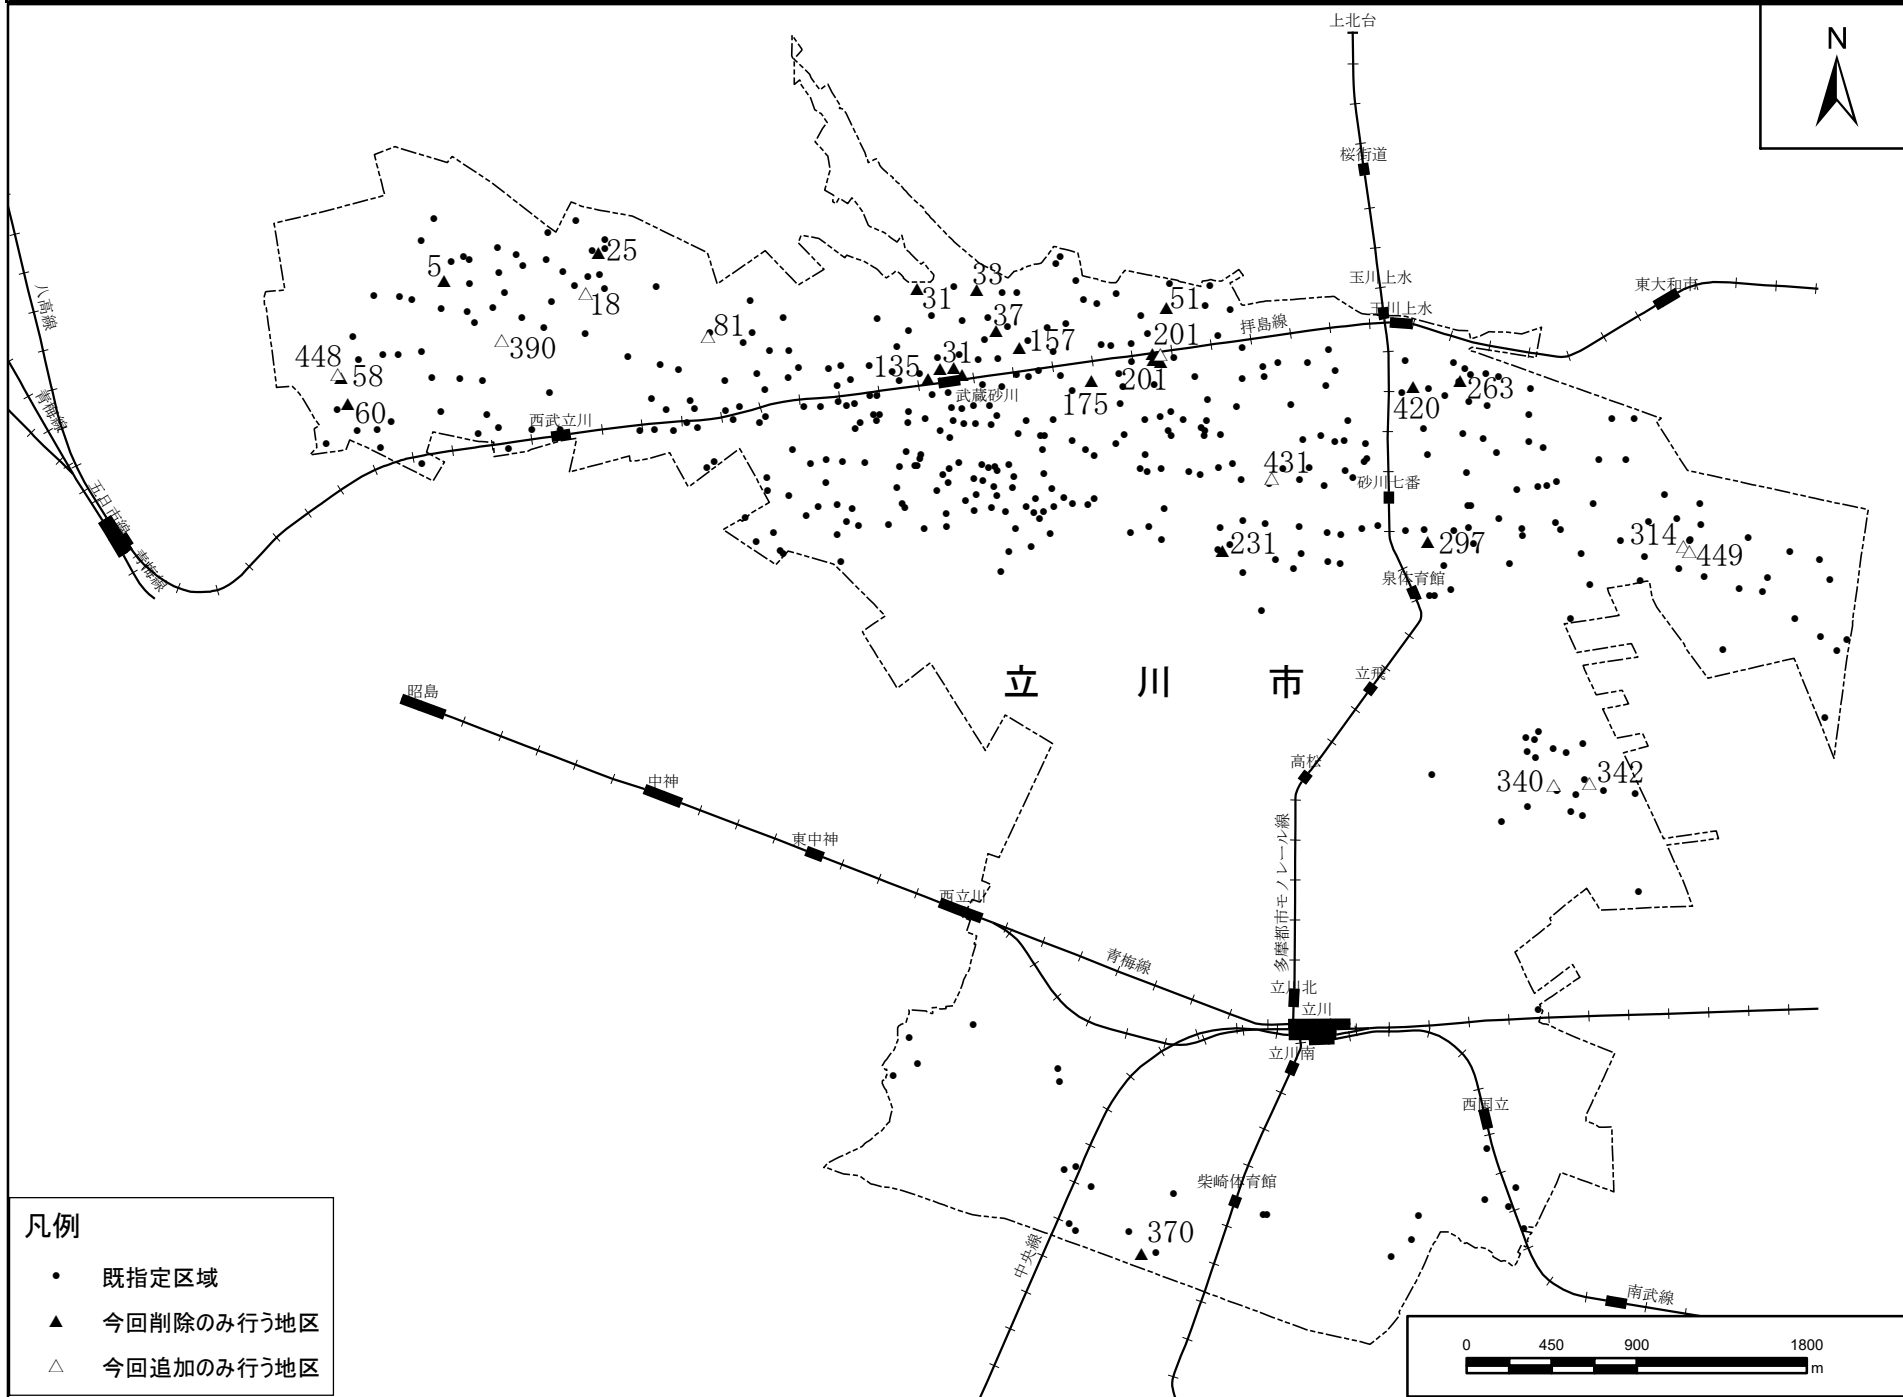 上北台
N
桜街道
玉川上水
玉川上水
東大和市
拝島線
八高線
青梅線
五日市線
青梅線
5
25
18
390
448
58
60
81
西武立川
31
33
37
157
135
31
武蔵砂川
175
51
201
201
420
263
431
砂川七番
231
297
泉体育館
314
449
立川市
立飛
高松
340
342
昭島
中神
東中神
西立川
青梅線
多摩都市モノレール線
立川北
立川
立川南
西国立
柴崎体育館
370
中央線
南武線
凡例
既指定区域
今回削除のみ行う地区
今回追加のみ行う地区
0 450 900 1800
m